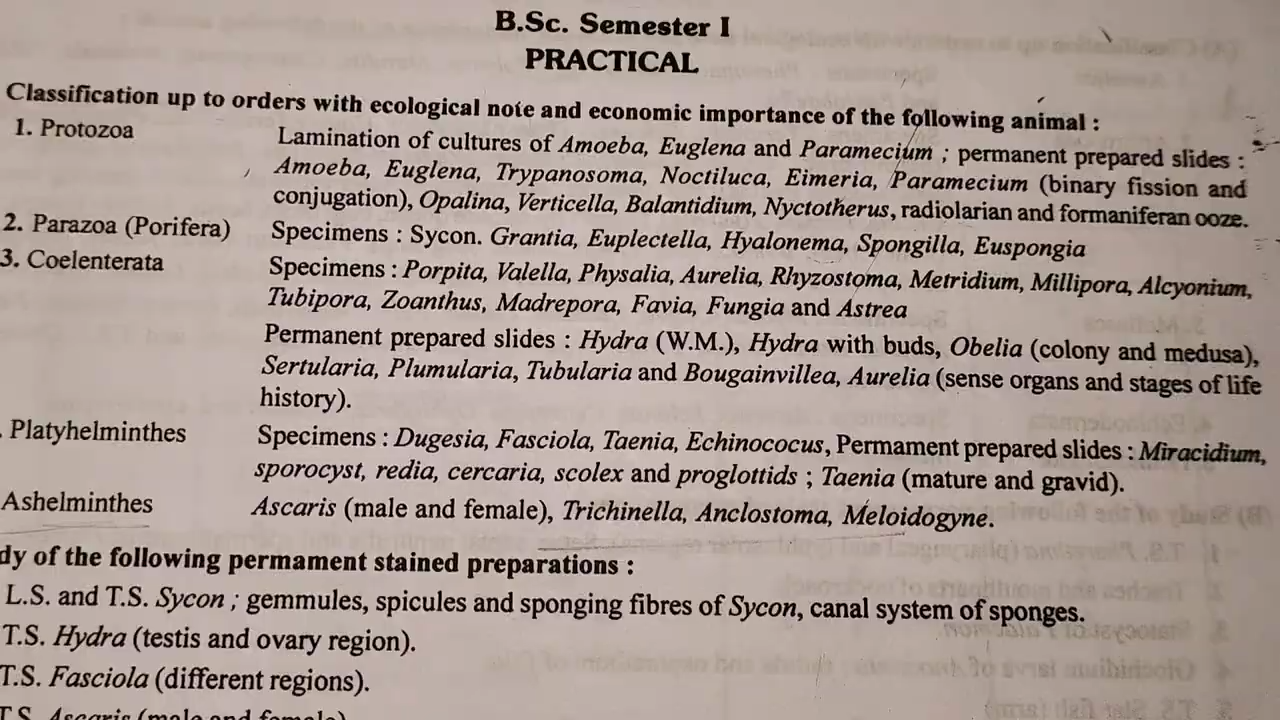 B.Sc. Semester I
PRACTICAL
Classification up to orders with ecological note and economic importance of the following animal :
1. Protozoa Lamination of cultures of Amoeba, Euglena and Paramecium ; permanent prepared slides :
Amoeba, Euglena, Trypanosoma, Noctiluca, Eimeria, Paramecium (binary fission and
conjugation), Opalina, Verticella, Balantidium, Nyctotherus, radiolarian and formaniferan ooze.
2. Parazoa (Porifera) Specimens : Sycon. Grantia, Euplectella, Hyalonema, Spongilla, Euspongia
3. Coelenterata Specimens : Porpita, Valella, Physalia, Aurelia, Rhyzostoma, Metridium, Millipora, Alcyonium,
Tubipora, Zoanthus, Madrepora, Favia, Fungia and Astrea
Permanent prepared slides : Hydra (W.M.), Hydra with buds, Obelia (colony and medusa),
Sertularia, Plumularia, Tubularia and Bougainvillea, Aurelia (sense organs and stages of life
history).
. Platyhelminthes Specimens : Dugesia, Fasciola, Taenia, Echinococus, Permament prepared slides : Miracidium,
sporocyst, redia, cercaria, scolex and proglottids ; Taenia (mature and gravid).
Ashelminthes Ascaris (male and female), Trichinella, Anclostoma, Meloidogyne.
dy of the following permament stained preparations :
L.S. and T.S. Sycon ; gemmules, spicules and sponging fibres of Sycon, canal system of sponges.
T.S. Hydra (testis and ovary region).
T.S. Fasciola (different regions).
T.S. Ascaris (male and female)